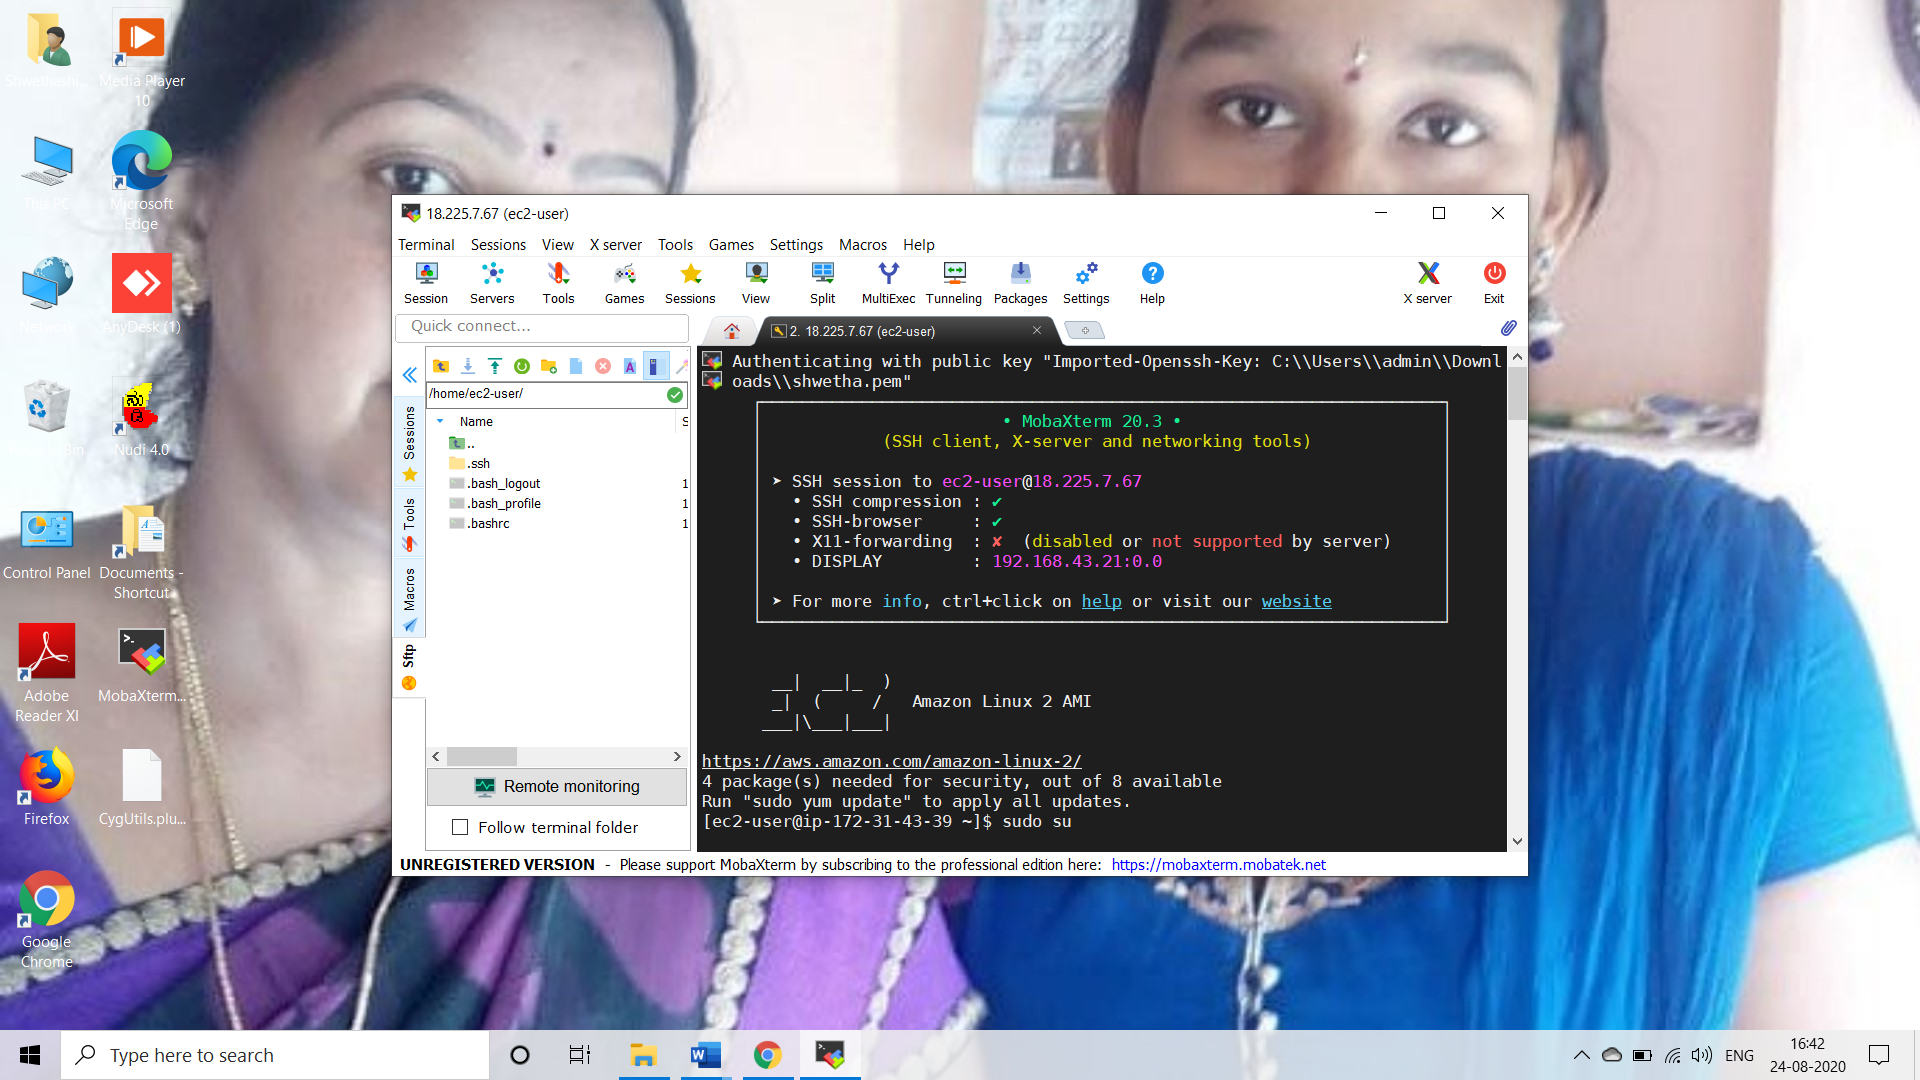 Media Player
10
This PC
Microsoft
Edge
Network
AnyDesk (1)
Nudi 4.0
Control Panel
Documents -
Shortcut
Adobe
Reader XI
MobaXterm...
Firefox
CygUtils.plu...
Google
Chrome
18.225.7.67 (ec2-user)
Terminal Sessions View X server Tools Games Settings Macros Help
Session Servers Tools Games Sessions View Split MultiExec Tunneling Packages Settings Help X server Exit
Quick connect...
2. 18.225.7.67 (ec2-user)
/home/ec2-user/
Name S
..
.ssh
.bash_logout 1
.bash_profile 1
.bashrc 1
Sessions
Tools
Macros
Sftp
Remote monitoring
Follow terminal folder
Authenticating with public key "Imported-Openssh-Key: C:\\Users\\admin\\Downl
oads\\shwetha.pem"
• MobaXterm 20.3 •
(SSH client, X-server and networking tools)
➤ SSH session to ec2-user@18.225.7.67
• SSH compression : ✔
• SSH-browser : ✔
• X11-forwarding : ✘ (disabled or not supported by server)
• DISPLAY : 192.168.43.21:0.0
➤ For more info, ctrl+click on help or visit our website
__| __|_ )
_| ( / Amazon Linux 2 AMI
___|\___|___|
https://aws.amazon.com/amazon-linux-2/
4 package(s) needed for security, out of 8 available
Run "sudo yum update" to apply all updates.
[ec2-user@ip-172-31-43-39 ~]$ sudo su
UNREGISTERED VERSION - Please support MobaXterm by subscribing to the professional edition here: https://mobaxterm.mobatek.net
Type here to search
ENG
16:42
24-08-2020